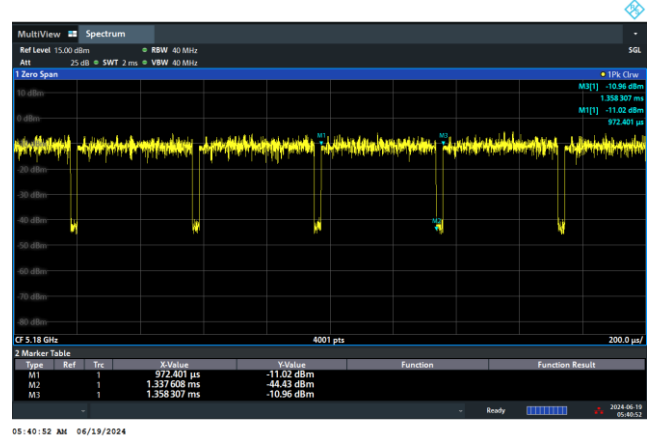 MultiView Spectrum
Ref Level 15.00 dBm RBW 40 MHz SGL
Att 25 dB SWT 2 ms VBW 40 MHz
1 Zero Span 1Pk Clrw
M3[1] -10.96 dBm
10 dBm
1.358 307 ms
M1[1] -11.02 dBm
0 dBm
972.401 µs
M1 M3
-20 dBm
-30 dBm
-40 dBm
M2
-50 dBm
-60 dBm
-70 dBm
-80 dBm
CF 5.18 GHz 4001 pts 200.0 µs/
2 Marker Table
Type Ref Trc X-Value Y-Value Function Function Result
M1 1 972.401 µs -11.02 dBm
M2 1 1.337 608 ms -44.43 dBm
M3 1 1.358 307 ms -10.96 dBm
Ready 2024-06-19
05:40:52
05:40:52 AM 06/19/2024